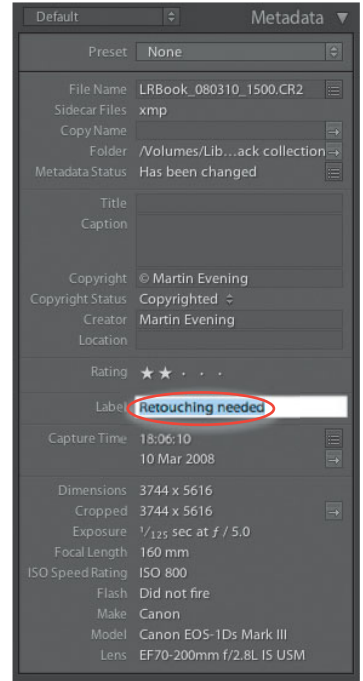 Default Metadata ▼
Preset None
File Name LRBook_080310_1500.CR2
Sidecar Files xmp
Copy Name
Folder /Volumes/Lib...ack collection
Metadata Status Has been changed
Title
Caption
Copyright © Martin Evening
Copyright Status Copyrighted
Creator Martin Evening
Location
Rating ★★ · · ·
Label Retouching needed
Capture Time 18:06:10
10 Mar 2008
Dimensions 3744 x 5616
Cropped 3744 x 5616
Exposure 1/125 sec at ƒ / 5.0
Focal Length 160 mm
ISO Speed Rating ISO 800
Flash Did not fire
Make Canon
Model Canon EOS-1Ds Mark III
Lens EF70-200mm f/2.8L IS USM